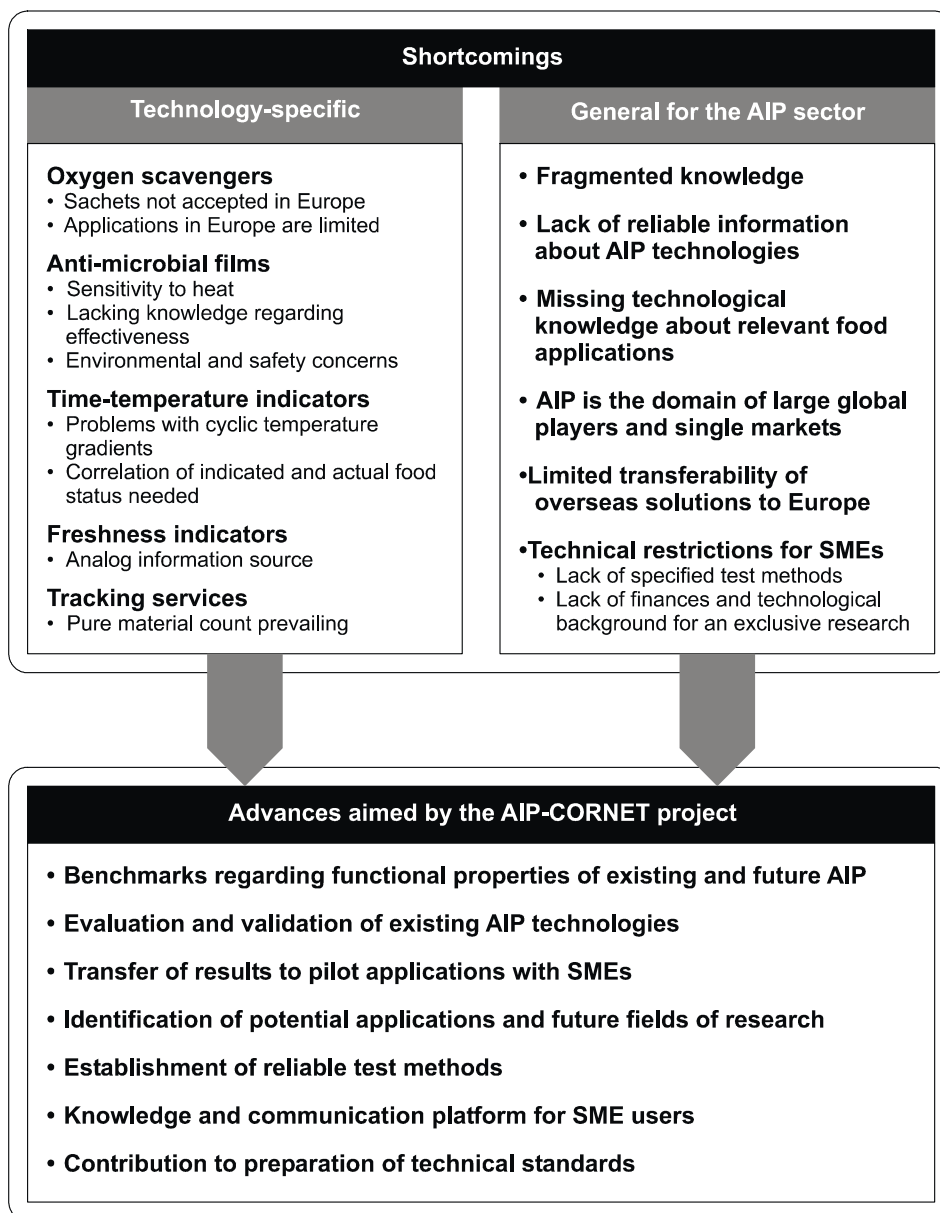 Shortcomings
Technology-specific
Oxygen scavengers
• Sachets not accepted in Europe
• Applications in Europe are limited
Anti-microbial films
• Sensitivity to heat
• Lacking knowledge regarding
effectiveness
• Environmental and safety concerns
Time-temperature indicators
• Problems with cyclic temperature
gradients
• Correlation of indicated and actual food
status needed
Freshness indicators
• Analog information source
Tracking services
• Pure material count prevailing
General for the AIP sector
• Fragmented knowledge
• Lack of reliable information
about AIP technologies
• Missing technological
knowledge about relevant food
applications
• AIP is the domain of large global
players and single markets
•Limited transferability of
overseas solutions to Europe
•Technical restrictions for SMEs
• Lack of specified test methods
• Lack of finances and technological
background for an exclusive research
Advances aimed by the AIP-CORNET project
• Benchmarks regarding functional properties of existing and future AIP
• Evaluation and validation of existing AIP technologies
• Transfer of results to pilot applications with SMEs
• Identification of potential applications and future fields of research
• Establishment of reliable test methods
• Knowledge and communication platform for SME users
• Contribution to preparation of technical standards